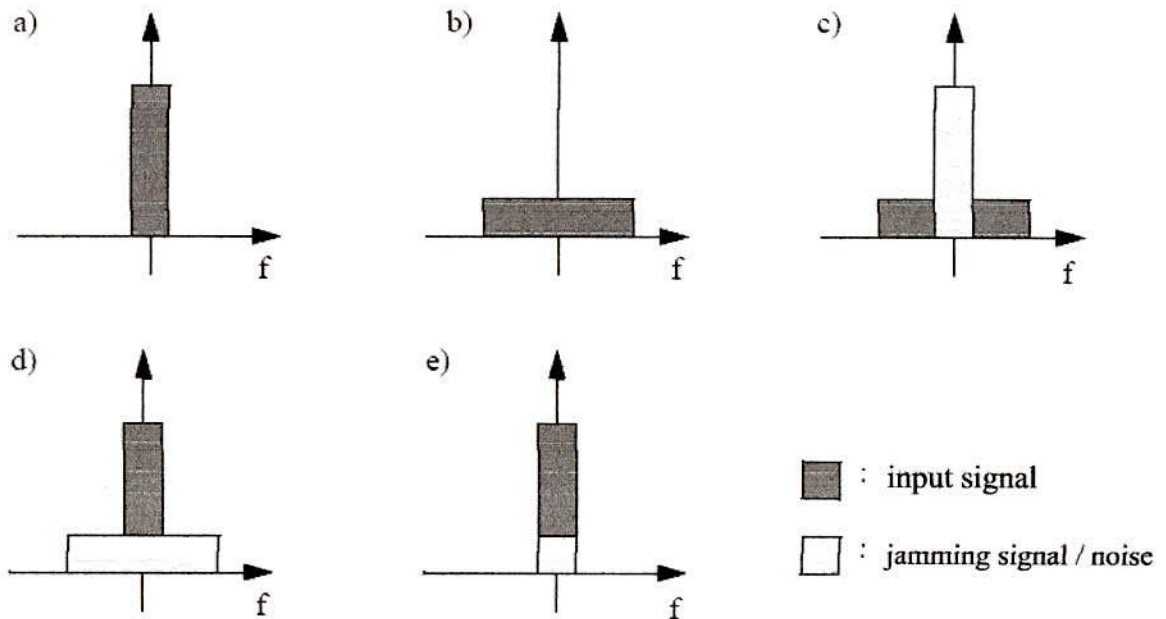 a)
b)
c)
f
f
f
d)
e)
: input signal
: jamming signal / noise
f
f